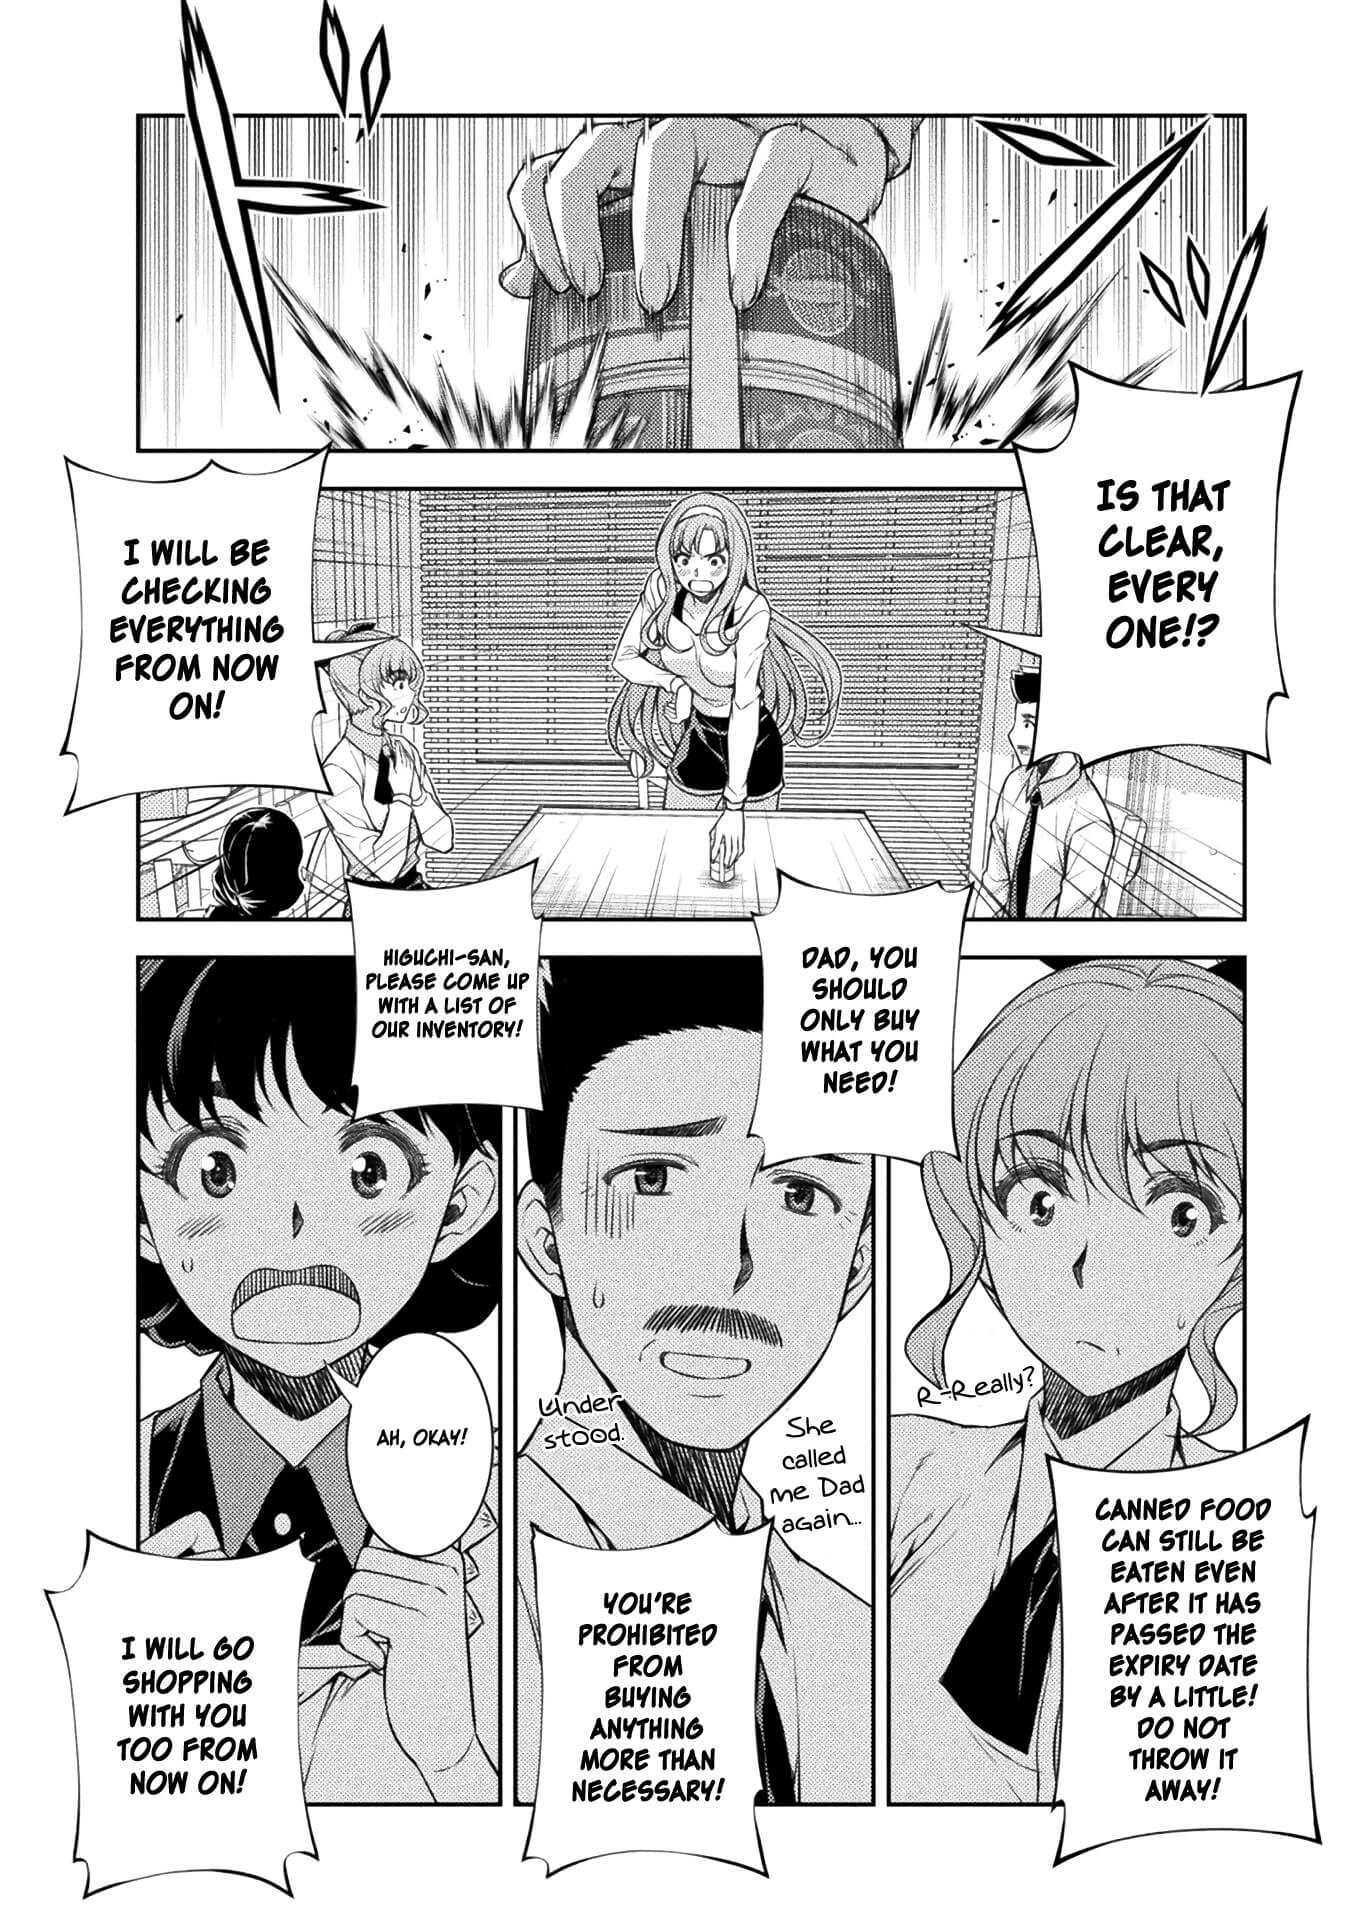 IS THAT
CLEAR,
EVERY
ONE!?
I WILL BE
CHECKING
EVERYTHING
FROM NOW
ON!
CANNED FOOD
CAN STILL BE
EATEN EVEN
AFTER IT HAS
PASSED THE
EXPIRY DATE
BY A LITTLE!
DO NOT
THROW IT
AWAY!
R-Really?
DAD, YOU
SHOULD
ONLY BUY
WHAT YOU
NEED!
She
called
me Dad
again...
Under
stood.
YOU'RE
PROHIBITED
FROM
BUYING
ANYTHING
MORE THAN
NECESSARY!
HIGUCHI-SAN,
PLEASE COME UP
WITH A LIST OF
OUR INVENTORY!
AH, OKAY!
I WILL GO
SHOPPING
WITH YOU
TOO FROM
NOW ON!